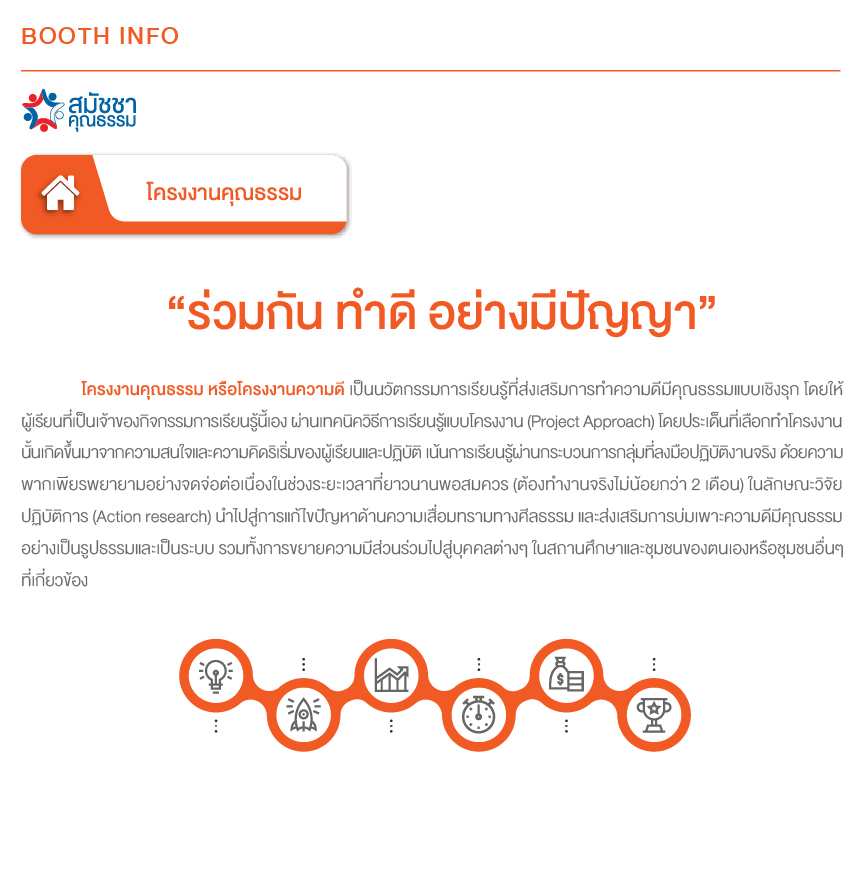 BOOTH INFO
สมัชชา
คุณธรรม
โครงงานคุณธรรม
“ร่วมกัน ทำดี อย่างมีปัญญา”
โครงงานคุณธรรม หรือโครงงานความดี เป็นนวัตกรรมการเรียนรู้ที่ส่งเสริมการทำความดีมีคุณธรรมแบบเชิงรุก โดยให้
ผู้เรียนที่เป็นเจ้าของกิจกรรมการเรียนรู้นี้เอง ผ่านเทคนิควิธีการเรียนรู้แบบโครงงาน (Project Approach) โดยประเด็นที่เลือกทำโครงงาน
นั้นเกิดขึ้นมาจากความสนใจและความคิดริเริ่มของผู้เรียนและปฏิบัติ เน้นการเรียนรู้ผ่านกระบวนการกลุ่มที่ลงมือปฏิบัติงานจริง ด้วยความ
พากเพียรพยายามอย่างจดจ่อต่อเนื่องในช่วงระยะเวลาที่ยาวนานพอสมควร (ต้องทำงานจริงไม่น้อยกว่า 2 เดือน) ในลักษณะวิจัย
ปฏิบัติการ (Action research) นำไปสู่การแก้ไขปัญหาด้านความเสื่อมทรามทางศีลธรรม และส่งเสริมการบ่มเพาะความดีมีคุณธรรม
อย่างเป็นรูปธรรมและเป็นระบบ รวมทั้งการขยายความมีส่วนร่วมไปสู่บุคคลต่างๆ ในสถานศึกษาและชุมชนของตนเองหรือชุมชนอื่นๆ
ที่เกี่ยวข้อง